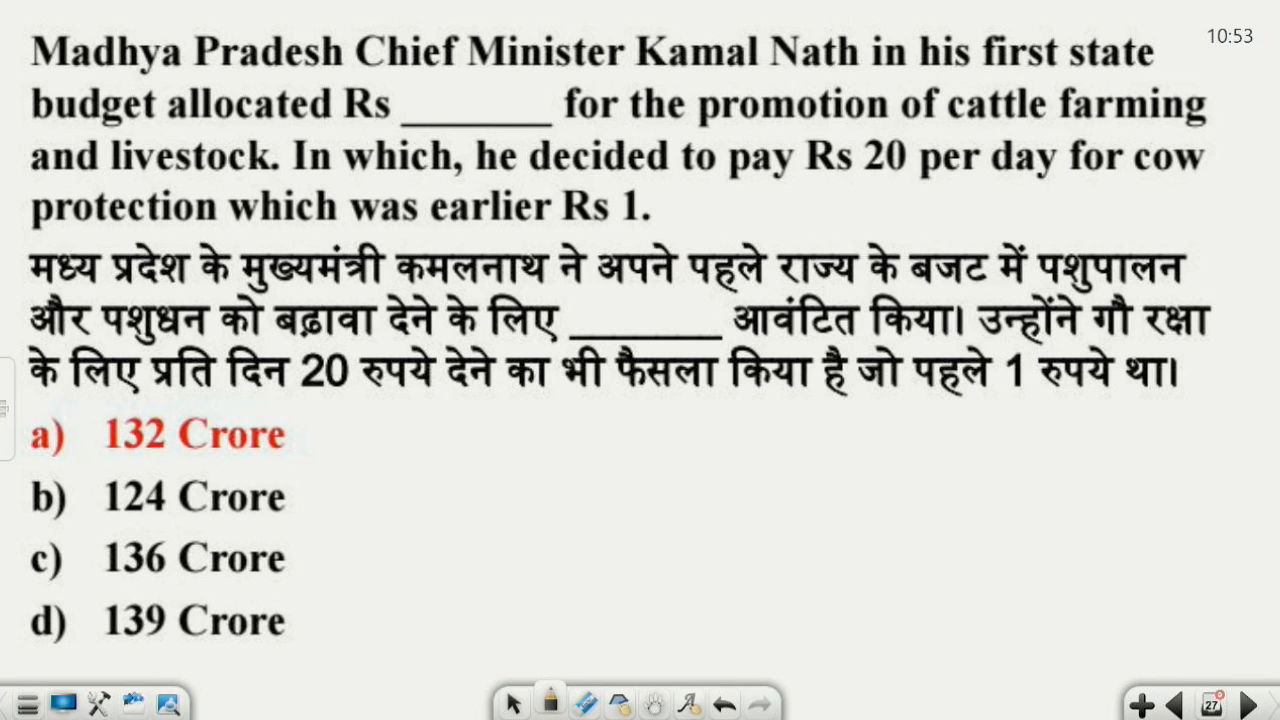 10:53
Madhya Pradesh Chief Minister Kamal Nath in his first state
budget allocated Rs _______ for the promotion of cattle farming
and livestock. In which, he decided to pay Rs 20 per day for cow
protection which was earlier Rs 1.
मध्य प्रदेश के मुख्यमंत्री कमलनाथ ने अपने पहले राज्य के बजट में पशुपालन
और पशुधन को बढ़ावा देने के लिए _______ आवंटित किया। उन्होंने गौ रक्षा
के लिए प्रति दिन 20 रुपये देने का भी फैसला किया है जो पहले 1 रुपये था।
a) 132 Crore
b) 124 Crore
c) 136 Crore
d) 139 Crore
27